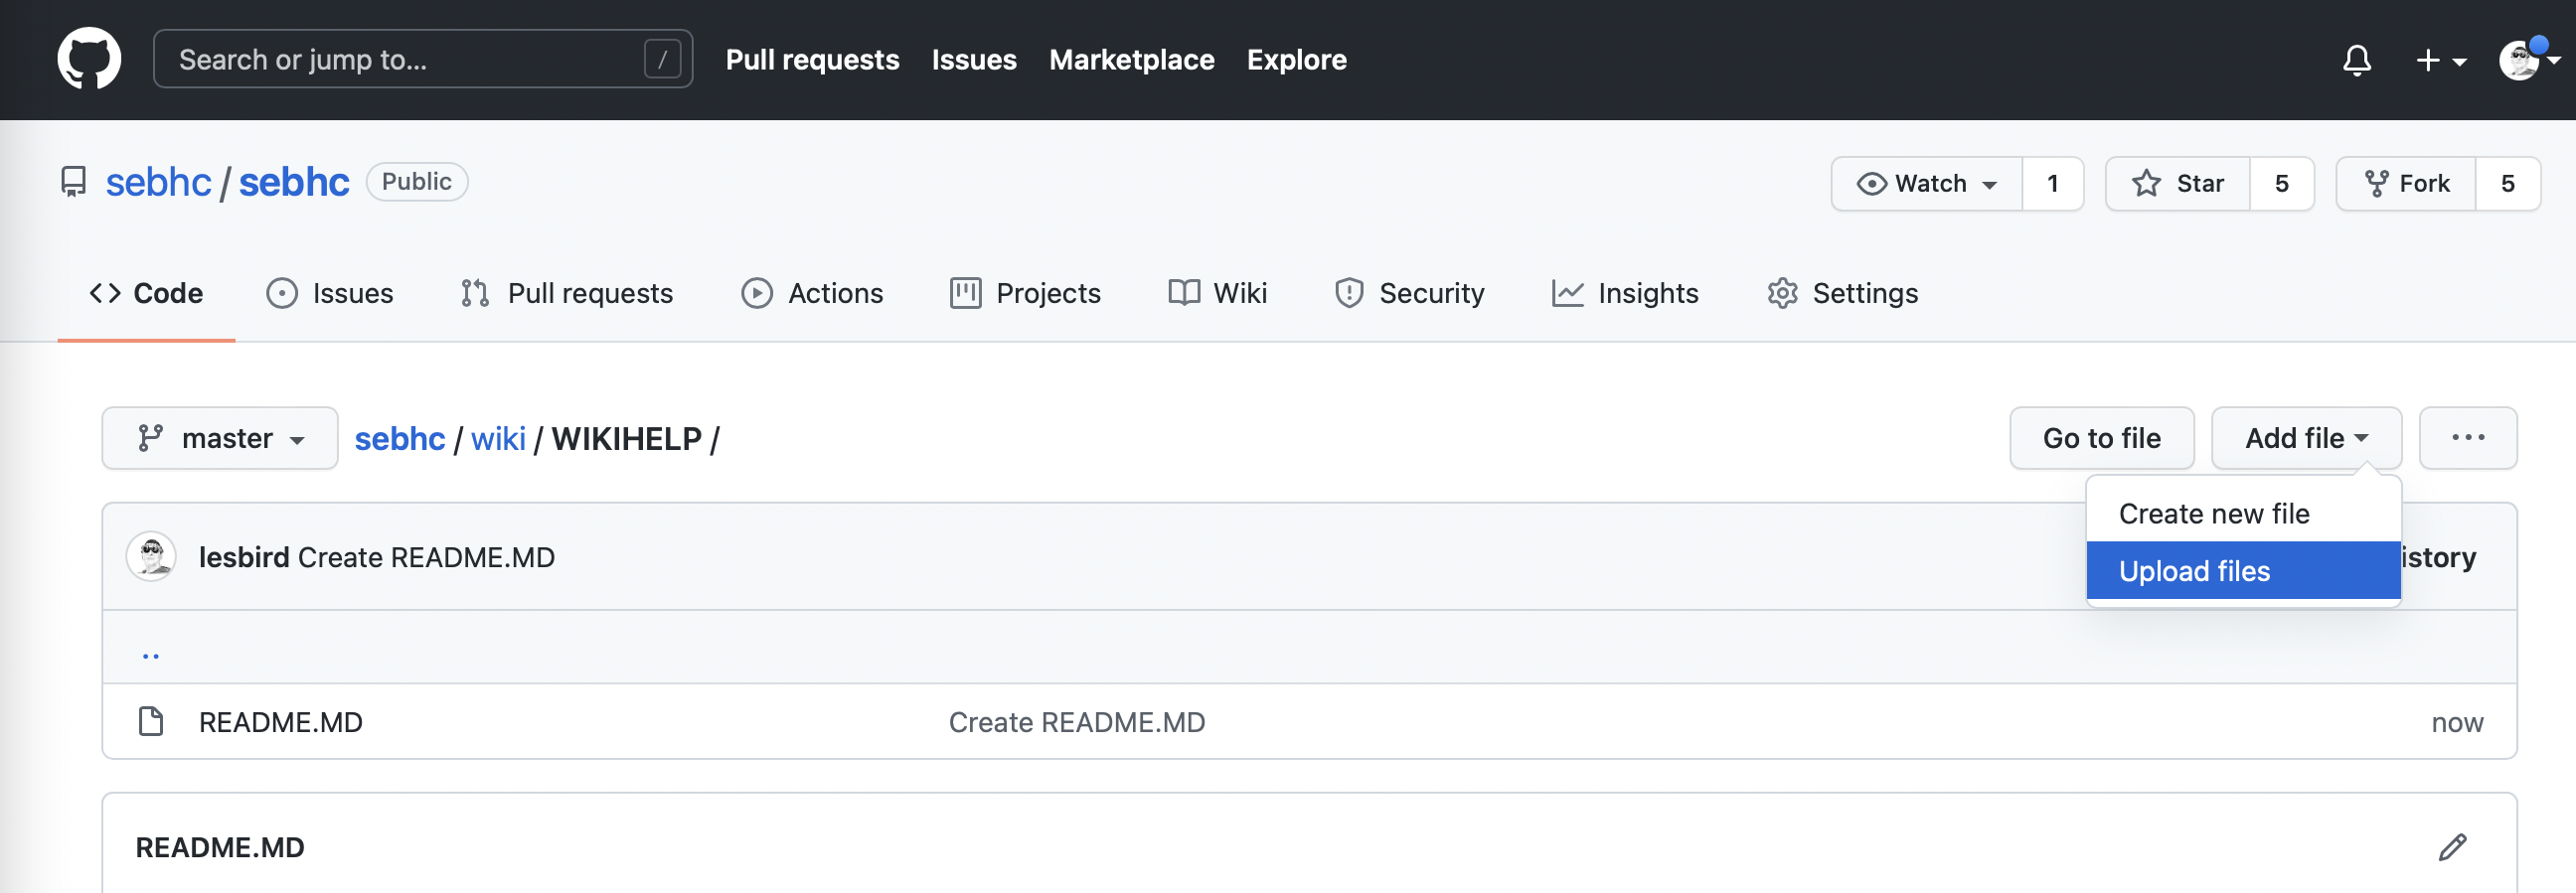 Search or jump to... / Pull requests Issues Marketplace Explore
sebhc / sebhc Public Watch 1 Star 5 Fork 5
Code Issues Pull requests Actions Projects Wiki Security Insights Settings
master sebhc / wiki / WIKIHELP / Go to file Add file ...
Create new file
lesbird Create README.MD istory
Upload files
..
README.MD Create README.MD now
README.MD